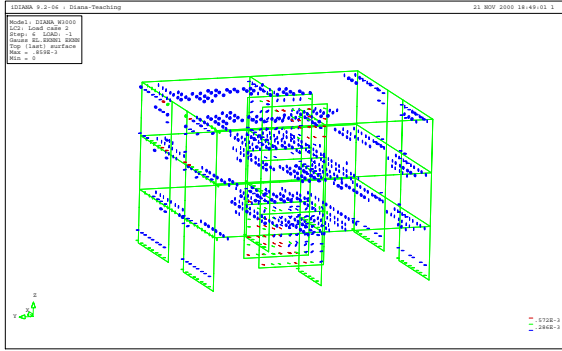 iDIANA 9.2-06 : Diana-Teaching
21 NOV 2000 18:49:01 1
Model: DIANA_W3000
LC2: Load case 2
Step: 6 LOAD: -1
Gauss EL.EKNN1 EKNN
Top (last) surface
Max = .859E-3
Min = 0
Z
X
Y
.572E-3
.286E-3